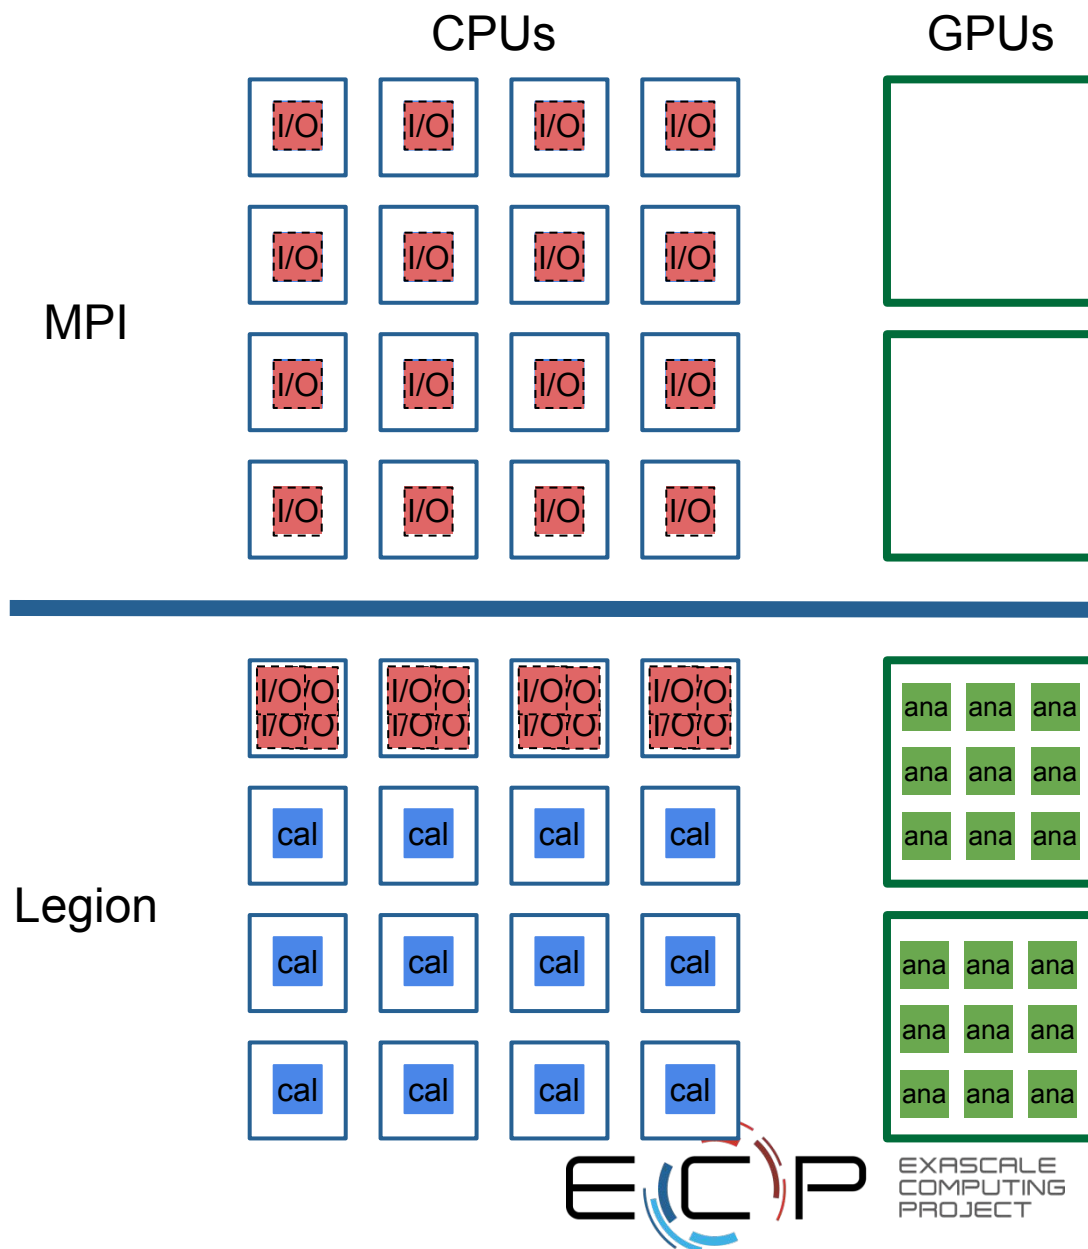 CPUs GPUs
I/O I/O I/O I/O
I/O I/O I/O I/O
MPI
I/O I/O I/O I/O
I/O I/O I/O I/O
I/O /O I/O /O I/O /O I/O /O
I/O /O I/O /O I/O /O I/O /O
ana ana ana
ana ana ana
cal cal cal cal
ana ana ana
Legion
cal cal cal cal
ana ana ana
ana ana ana
cal cal cal cal
ana ana ana
ECP
EXASCALE
COMPUTING
PROJECT